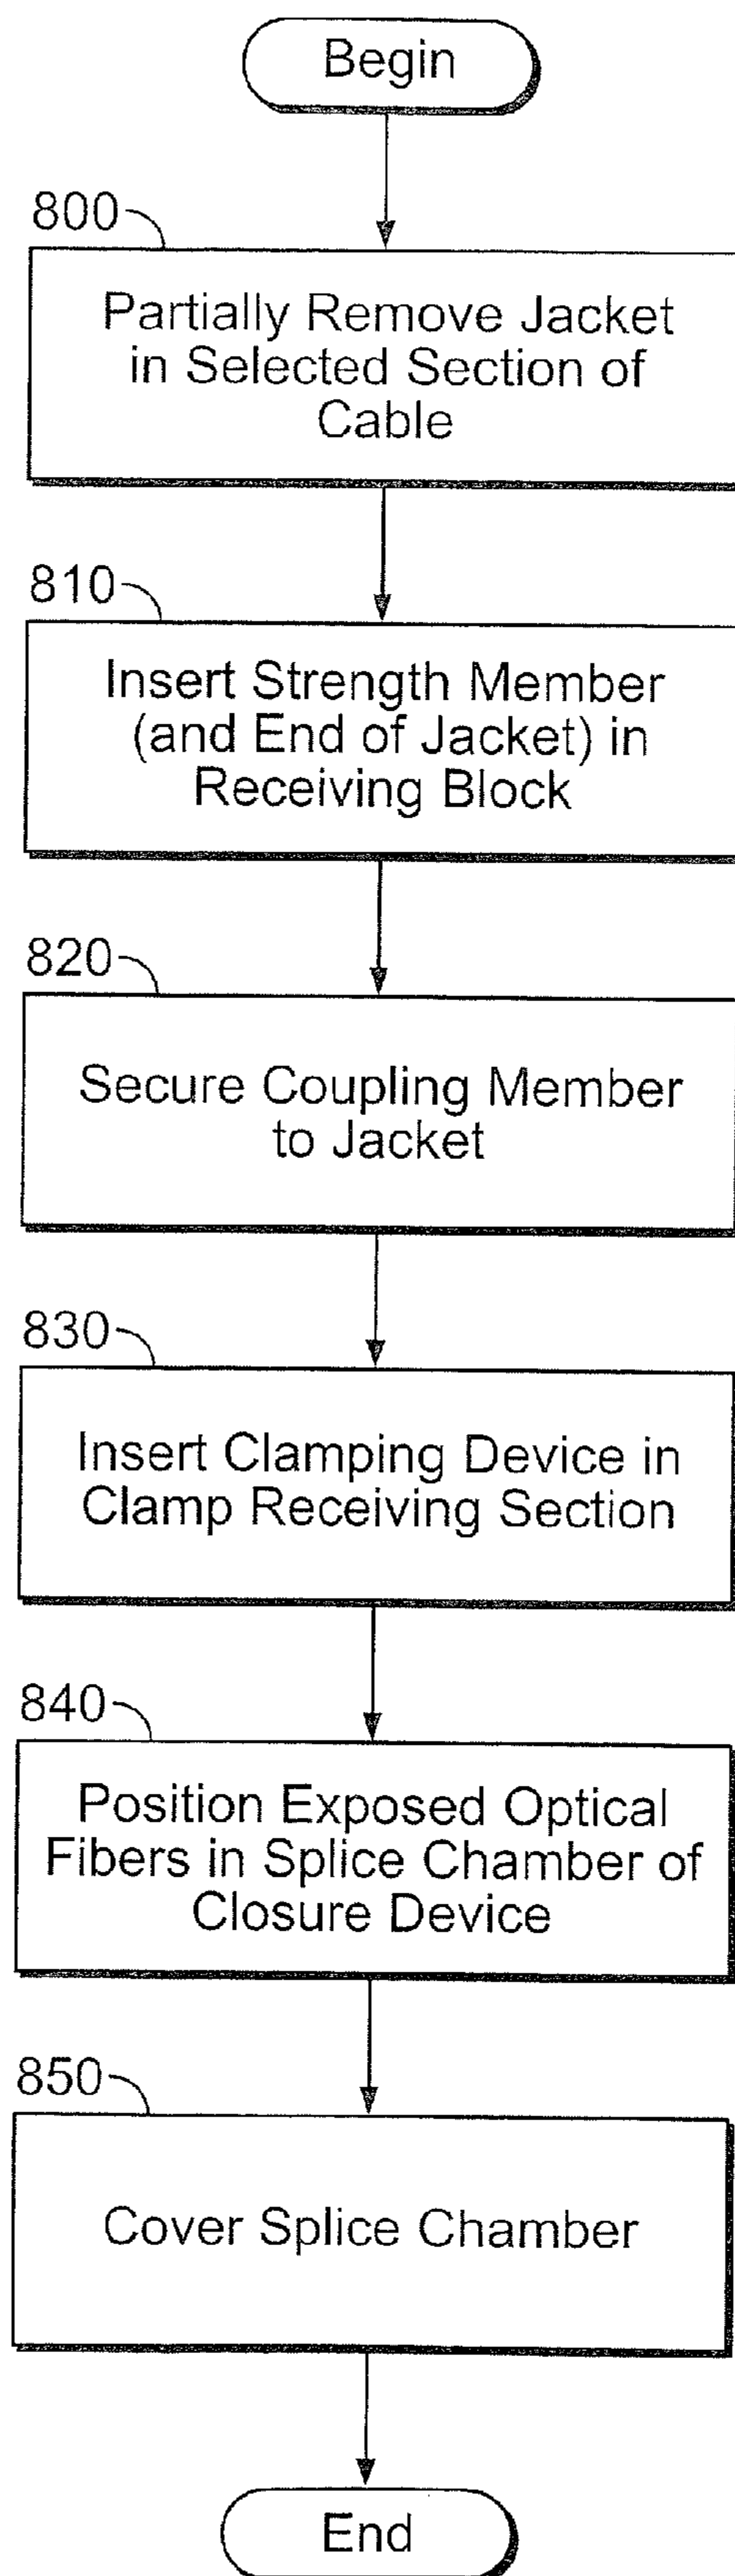 Begin
800
Partially Remove Jacket
in Selected Section of
Cable
810
Insert Strength Member
(and End of Jacket) in
Receiving Block
820
Secure Coupling Member
to Jacket
830
Insert Clamping Device in
Clamp Receiving Section
840
Position Exposed Optical
Fibers in Splice Chamber of
Closure Device
850
Cover Splice Chamber
End